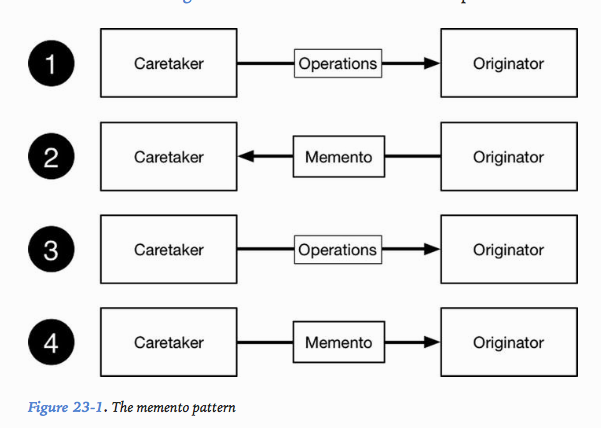 1 Caretaker Operations Originator
2 Caretaker Memento Originator
3 Caretaker Operations Originator
4 Caretaker Memento Originator
Figure 23-1. The memento pattern